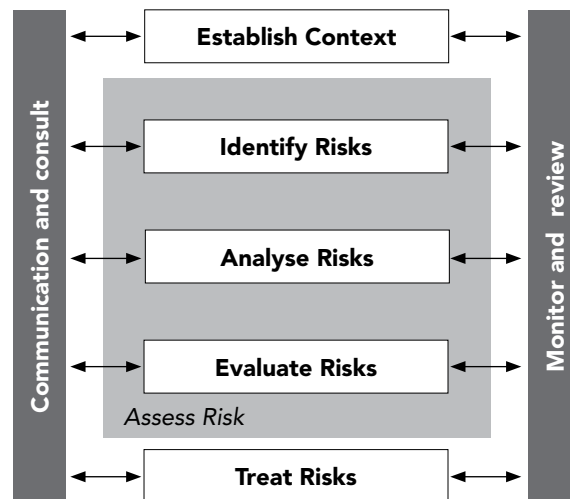 Establish Context
Communication and consult
Identify Risks
Analyse Risks
Evaluate Risks
Assess Risk
Treat Risks
Monitor and review